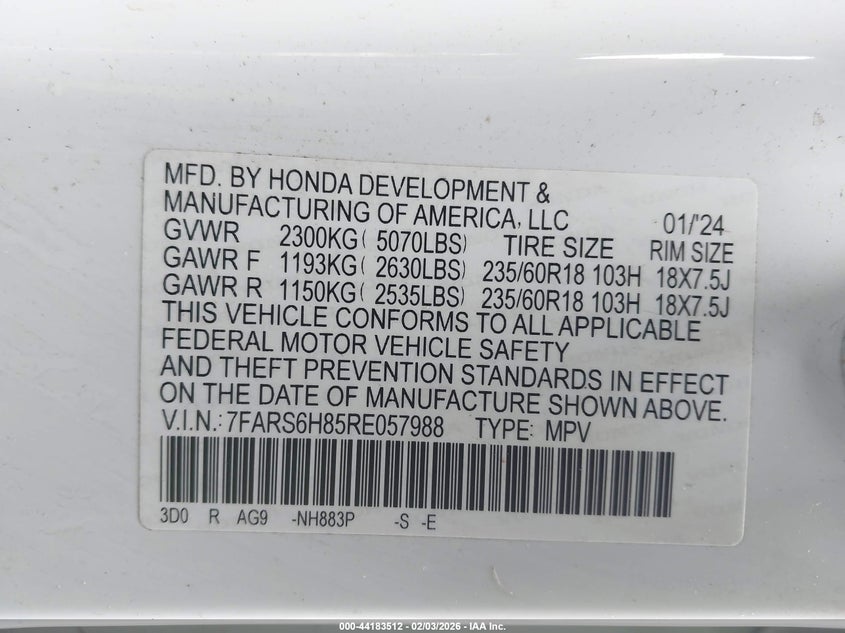 MFD. BY HONDA DEVELOPMENT &
MANUFACTURING OF AMERICA, LLC 01/'24
GVWR 2300KG( 5070LBS) TIRE SIZE RIM SIZE
GAWR F 1193KG( 2630LBS) 235/60R18 103H 18X7.5J
GAWR R 1150KG( 2535LBS) 235/60R18 103H 18X7.5J
THIS VEHICLE CONFORMS TO ALL APPLICABLE
FEDERAL MOTOR VEHICLE SAFETY
AND THEFT PREVENTION STANDARDS IN EFFECT
ON THE DATE OF MANUFACTURE SHOWN ABOVE.
V.I.N.: 7FARS6H85RE057988 TYPE: MPV
3D0 R AG9 -NH883P -S -E
000-44183512 - 02/03/2026 - IAA Inc.